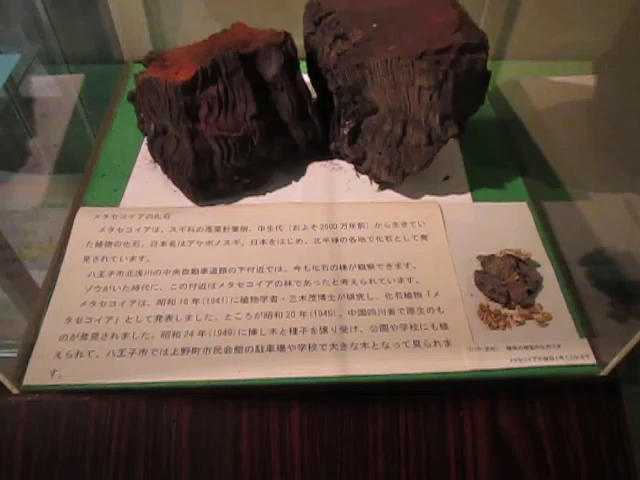 メタセコイアの化石
メタセコイアは、スギ科の落葉針葉樹、中生代（およそ2500万年前）から生きてい
た植物の化石。日本名はアケボノスギ。日本をはじめ、北半球の各地で化石として発
見されています。
八王子市北浅川の中央自動車道路の下付近では、今も化石の株が観察できます。
ゾウがいた時代に、この付近はメタセコイアの林であったと考えられています。
メタセコイアは、昭和16年(1941)に植物学者・三木茂博士が研究し、化石植物「メ
タセコイア」として発表しました。ところが昭和20年(1945)、中国四川省で原生のも
のが発見されました。昭和24年(1949)に挿し木と種子を譲り受け、公園や学校にも植
えられて、八王子市では上野町市民会館の駐車場や学校で大きな木となって見られま
す。